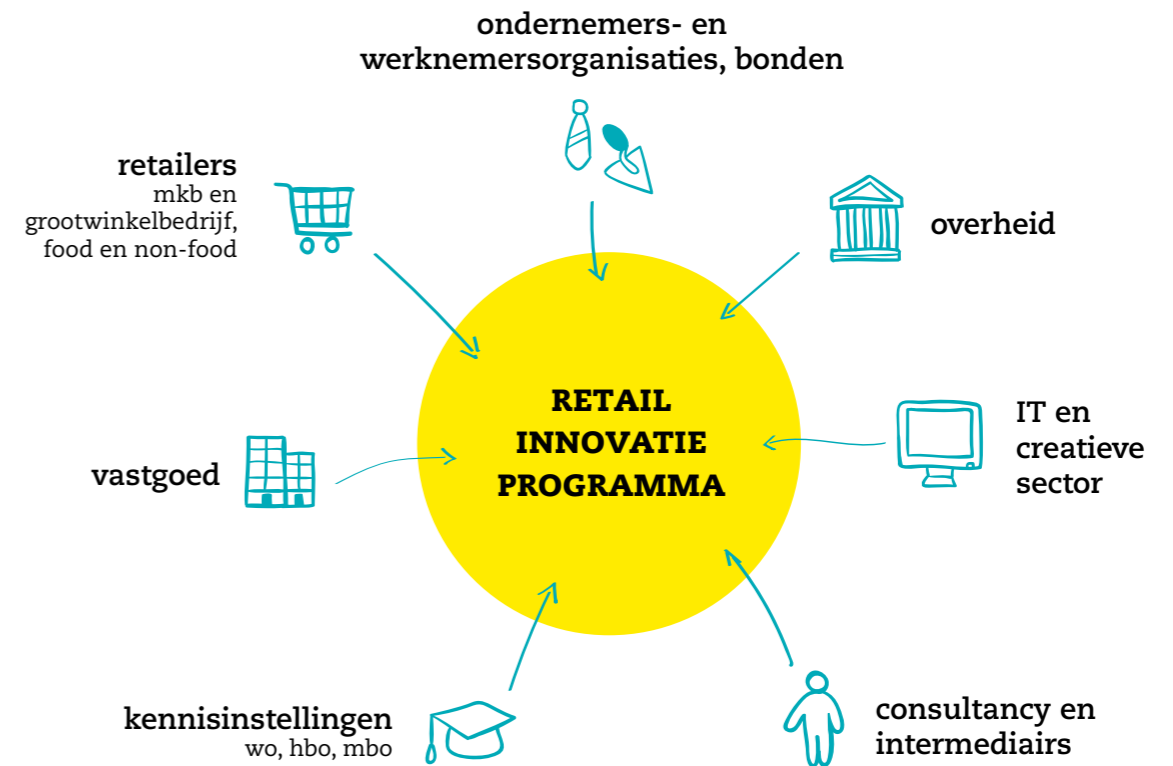 ondernemers- en
werknemersorganisaties, bonden
retailers
mkb en
grootwinkelbedrijf,
food en non-food
overheid
RETAIL
INNOVATIE
PROGRAMMA
IT en
creatieve
sector
vastgoed
kennisinstellingen
wo, hbo, mbo
consultancy en
intermediairs